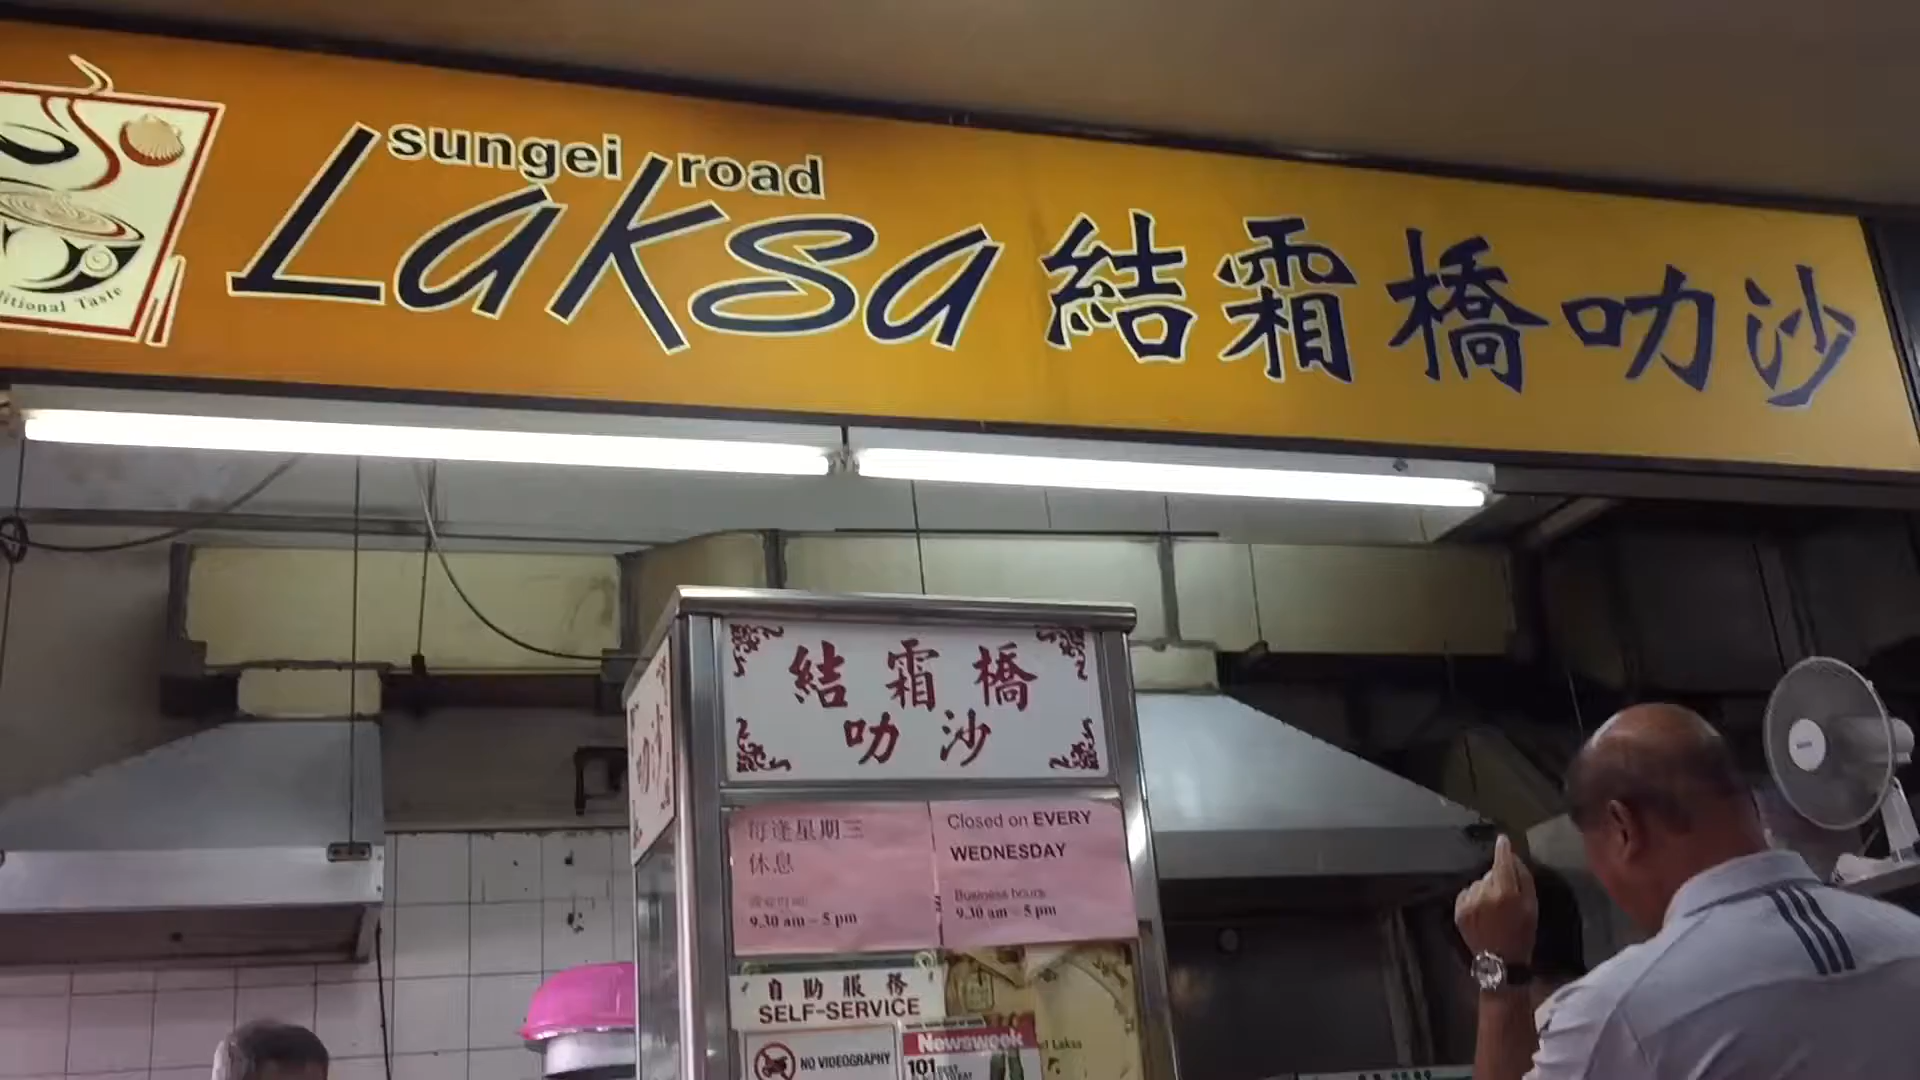 sungei road
Laksa 結霜橋叻沙
Taste
結霜橋
叻沙
叻沙
每逢星期三
休息
9.30 am - 5 pm
Closed on EVERY
WEDNESDAY
Business hours
9.30 am - 5 pm
自助服務
SELF-SERVICE
NO VIDEOGRAPHY
Newsweek
101
Laksa